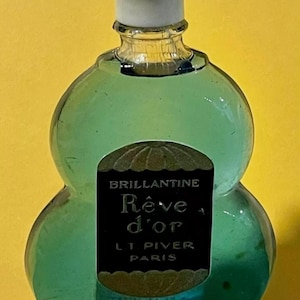 BRILLANTINE
Rêve
d'or
L T PIVER
PARIS